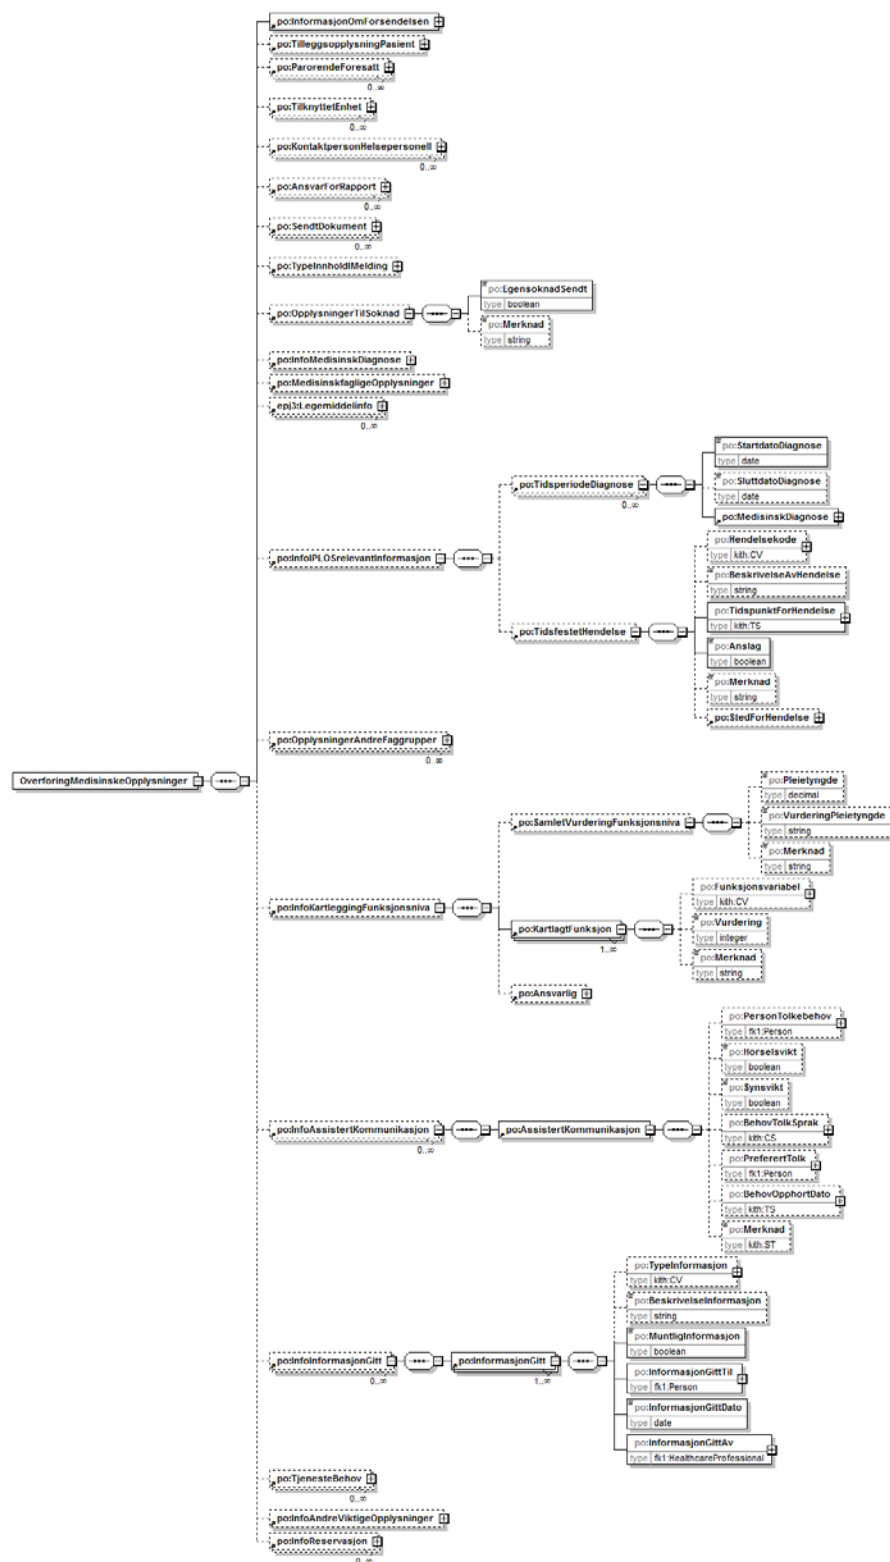 po:InformasjonOmForsendelsen
po:TilleggsopplysningPasient
po:ParorendeForesatt
0..∞
po:TilknyttetEnhet
0..∞
po:KontaktpersonHelsepersonell
0..∞
po:AnsvarForRapport
0..∞
po:SendtDokument
0..∞
po:TypeInnholdIMelding
po:OpplysningerTilSoknad
po:EgensoknadSendt
type boolean
po:Merknad
type string
po:InfoMedisinskDiagnose
po:MedisinskfagligeOpplysninger
epj3:Legemiddelinfo
0..∞
po:InfoIPLOSrelevantInformasjon
po:TidsperiodeDiagnose
0..∞
po:StartdatoDiagnose
type date
po:SluttdatoDiagnose
type date
po:MedisinskDiagnose
po:TidsfestetHendelse
po:Hendelsekode
type kith:CV
po:BeskrivelseAvHendelse
type string
po:TidspunktForHendelse
type kith:TS
po:Anslag
type boolean
po:Merknad
type string
po:StedForHendelse
po:OpplysningerAndreFaggrupper
0..∞
OverforingMedisinskeOpplysninger
po:InfoKartleggingFunksjonsniva
po:SamletVurderingFunksjonsniva
po:Pleietyngde
type decimal
po:VurderingPleietyngde
type string
po:Merknad
type string
po:KartlagtFunksjon
1..∞
po:Funksjonsvariabel
type kith:CV
po:Vurdering
type integer
po:Merknad
type string
po:Ansvarlig
po:InfoAssistertKommunikasjon
0..∞
po:AssistertKommunikasjon
po:PersonTolkebehov
type fk1:Person
po:Horselsvikt
type boolean
po:Synsvikt
type boolean
po:BehovTolkSprak
type kith:CS
po:PreferertTolk
type fk1:Person
po:BehovOpphortDato
type kith:TS
po:Merknad
type kith:ST
po:InfoInformasjonGitt
0..∞
po:InformasjonGitt
1..∞
po:TypeInformasjon
type kith:CV
po:BeskrivelseInformasjon
type string
po:MuntligInformasjon
type boolean
po:InformasjonGittTil
type fk1:Person
po:InformasjonGittDato
type date
po:InformasjonGittAv
type fk1:HealthcareProfessional
po:TjenesteBehov
0..∞
po:InfoAndreViktigeOpplysninger
po:InfoReservasjon
0..∞